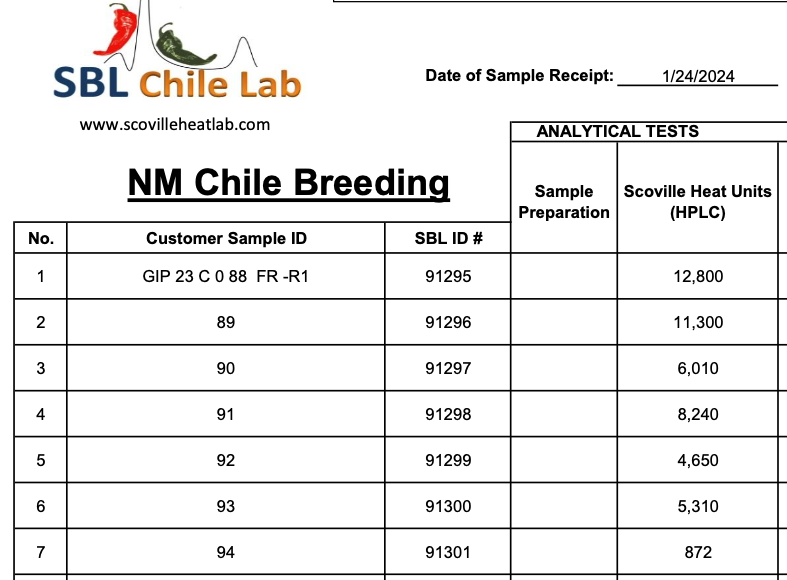 SBL Chile Lab
www.scovilleheatlab.com
Date of Sample Receipt: 1/24/2024
NM Chile Breeding
ANALYTICAL TESTS
No. Customer Sample ID SBL ID # Sample Preparation Scoville Heat Units (HPLC)
1 GIP 23 C 0 88 FR -R1 91295 12,800
2 89 91296 11,300
3 90 91297 6,010
4 91 91298 8,240
5 92 91299 4,650
6 93 91300 5,310
7 94 91301 872